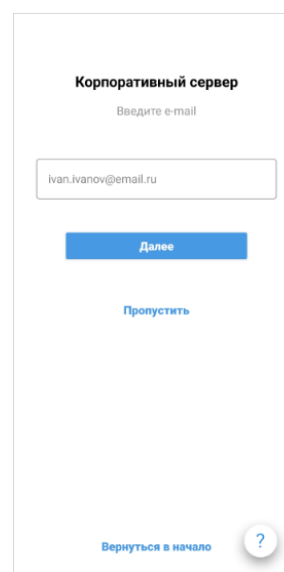 Корпоративный сервер
Введите e-mail
ivan.ivanov@email.ru
Далее
Пропустить
Вернуться в начало
?